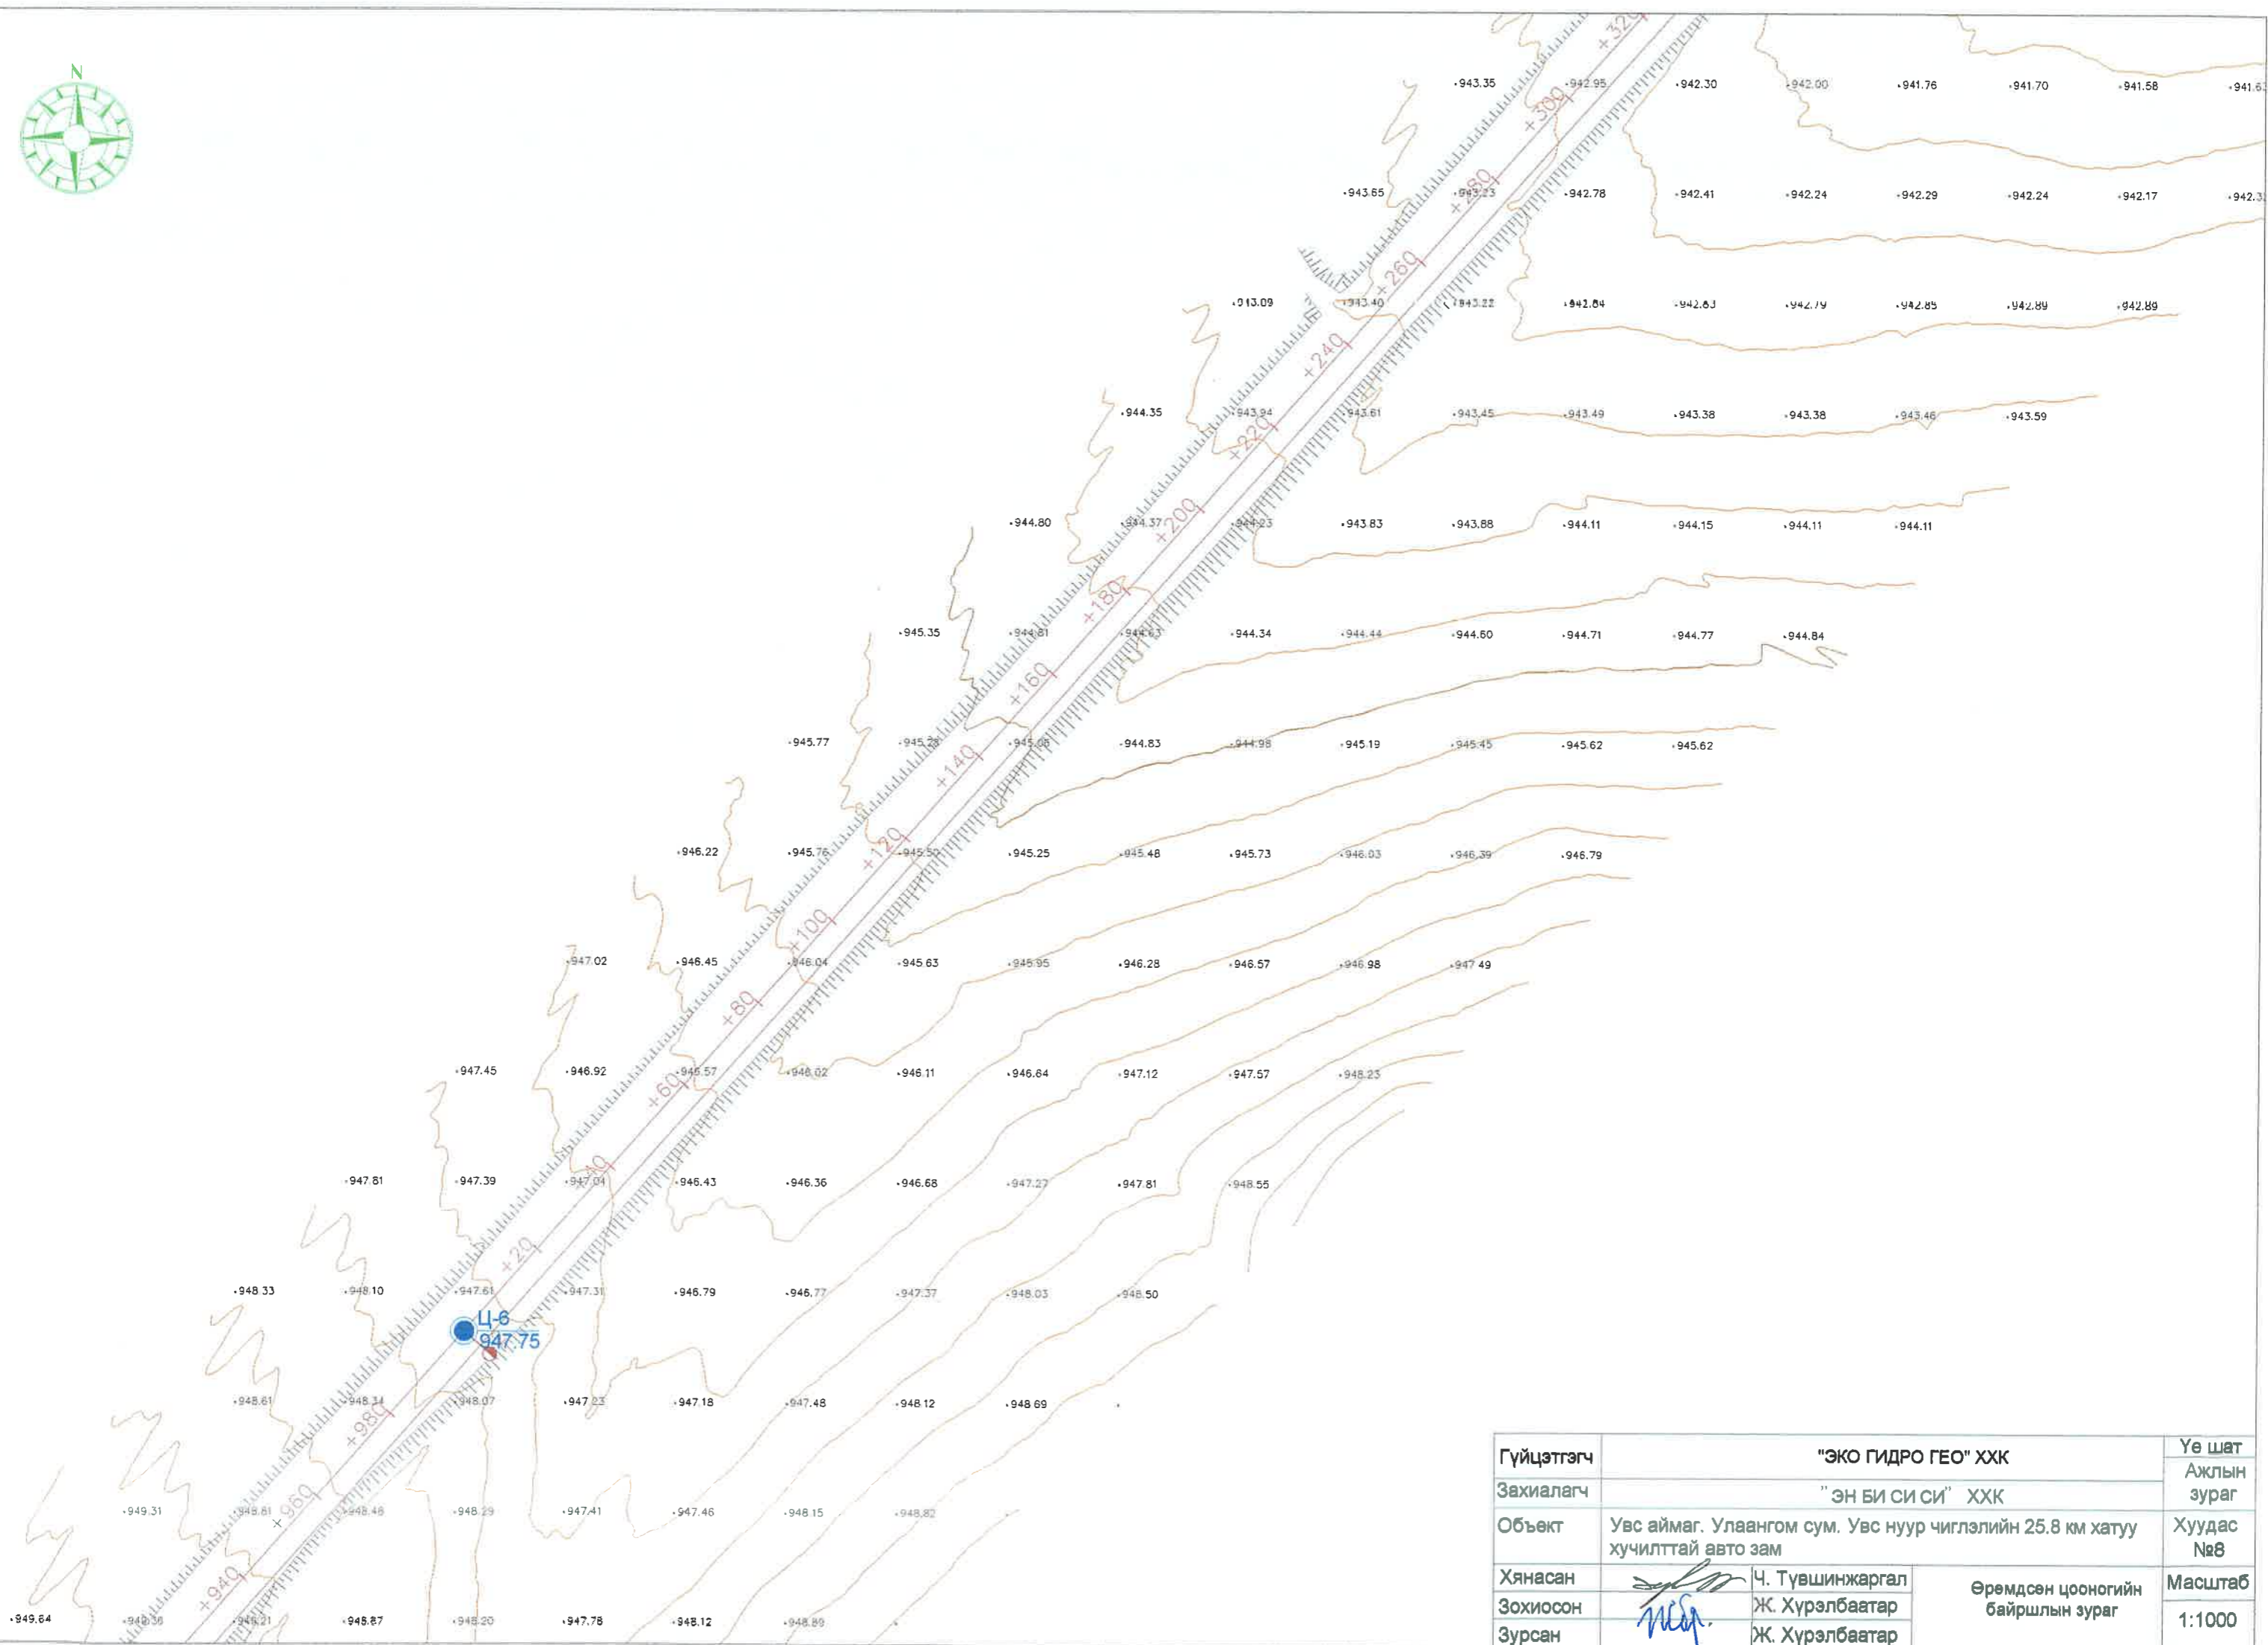 N
+320
·943.35 ·942.95 ·942.30 ·942.00 ·941.76 ·941.70 ·941.58
+300
+280
·943.65 ·943.23 ·942.78 ·942.41 ·942.24 ·942.29 ·942.24 ·942.17
+260
·943.40 ·943.22 ·942.84 ·942.83 ·942.79 ·942.85 ·942.89 ·942.89
+240
·944.35 ·943.94 ·943.61 ·943.45 ·943.49 ·943.38 ·943.38 ·943.46 ·943.59
+220
+200
·944.80 ·944.37 ·944.23 ·943.83 ·943.88 ·944.11 ·944.15 ·944.11 ·944.11
+180
·945.35 ·944.81 ·944.63 ·944.34 ·944.44 ·944.60 ·944.71 ·944.77 ·944.84
+160
·945.77 ·944.83 ·944.98 ·945.19 ·945.45 ·945.62 ·945.62
+140
+120
·946.22 ·945.76 ·945.50 ·945.25 ·945.48 ·945.73 ·946.03 ·946.39 ·946.79
+100
·947.02 ·946.45 ·946.04 ·945.63 ·945.95 ·946.28 ·946.57 ·946.98 ·947.49
+80
·947.45 ·946.92 ·946.57 ·946.02 ·946.11 ·946.64 ·947.12 ·947.57 ·948.23
+60
+40
·947.81 ·947.39 ·947.04 ·946.43 ·946.36 ·946.68 ·947.27 ·947.81 ·948.55
+20
·948.33 ·948.10 ·947.61 ·947.31 ·946.79 ·946.77 ·947.37 ·948.03 ·948.50
Ц-6
947.75
·948.61 ·948.34 ·948.07 ·947.23 ·947.18 ·947.48 ·948.12 ·948.69
+980
·949.31 ·948.81 ·948.48 ·948.29 ·947.41 ·947.46 ·948.15 ·948.82
+960
+940
·949.64 ·948.87 ·948.20 ·947.78 ·948.12 ·948.89
Гүйцэтгэгч "ЭКО ГИДРО ГЕО" ХХК Үе шат
Захиалагч "ЭН БИ СИ СИ" ХХК Ажлын зураг
Объект Увс аймаг. Улаангом сум. Увс нуур чиглэлийн 25.8 км хатуу хучилттай авто зам Хуудас №8
Хянасан Ч. Түвшинжаргал Өрөмдсөн цооногийн байршлын зураг Масштаб
Зохиосон Ж. Хүрэлбаатар 1:1000
Зурсан Ж. Хүрэлбаатар